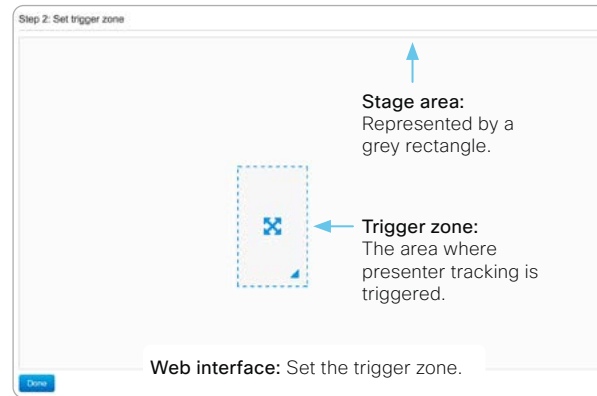 Step 2: Set trigger zone
Stage area:
Represented by a
grey rectangle.
Trigger zone:
The area where
presenter tracking is
triggered.
Web interface: Set the trigger zone.
Done